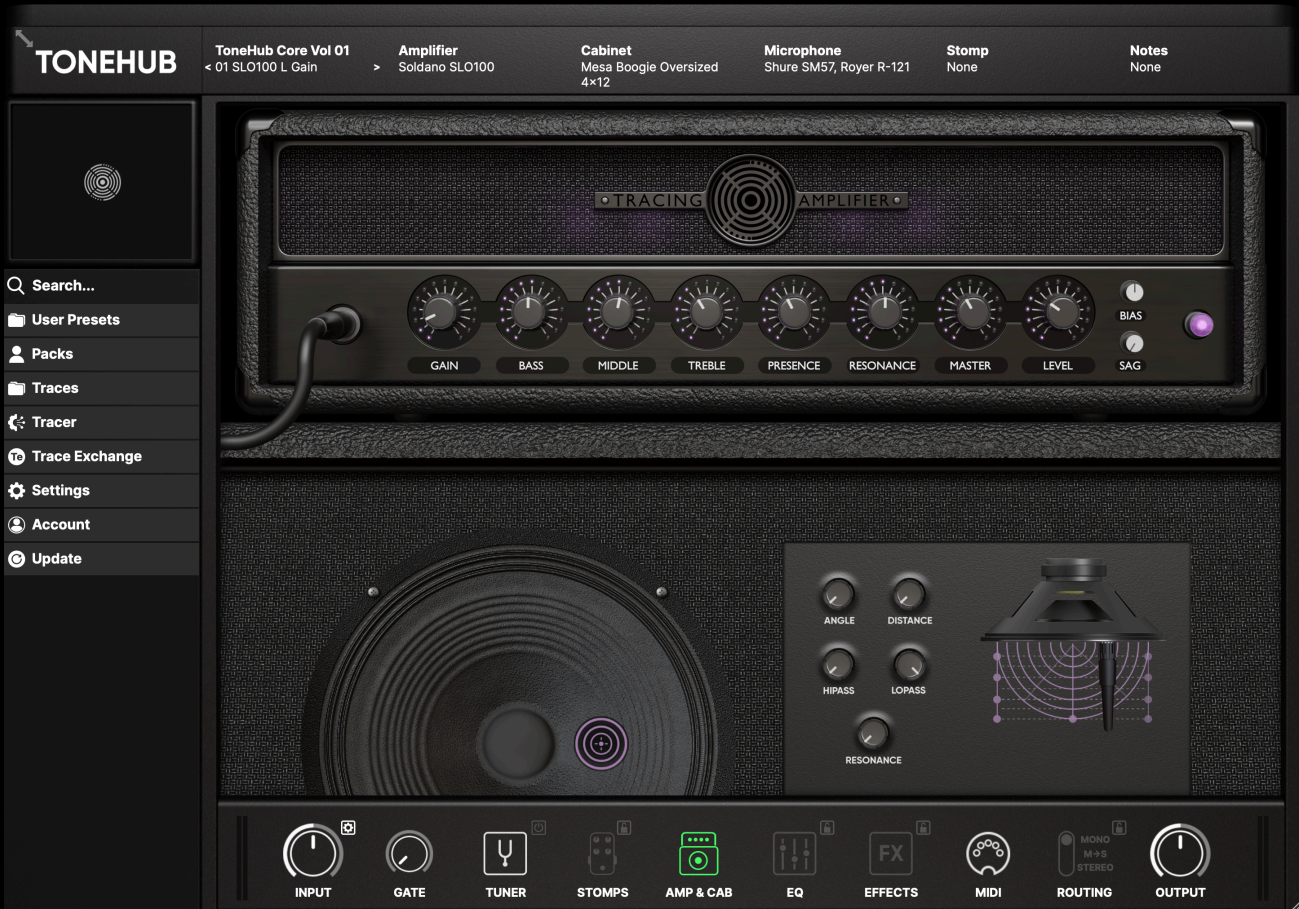 TONEHUB
ToneHub Core Vol 01
< 01 SLO100 L Gain >
Amplifier
Soldano SLO100
Cabinet
Mesa Boogie Oversized
4×12
Microphone
Shure SM57, Royer R-121
Stomp
None
Notes
None
Search...
User Presets
Packs
Traces
Tracer
Te Trace Exchange
Settings
Account
Update
TRACING AMPLIFIER
GAIN BASS MIDDLE TREBLE PRESENCE RESONANCE MASTER LEVEL
BIAS
SAG
ANGLE DISTANCE
HIPASS LOPASS
RESONANCE
FX
MONO
M→S
STEREO
INPUT GATE TUNER STOMPS AMP & CAB EQ EFFECTS MIDI ROUTING OUTPUT